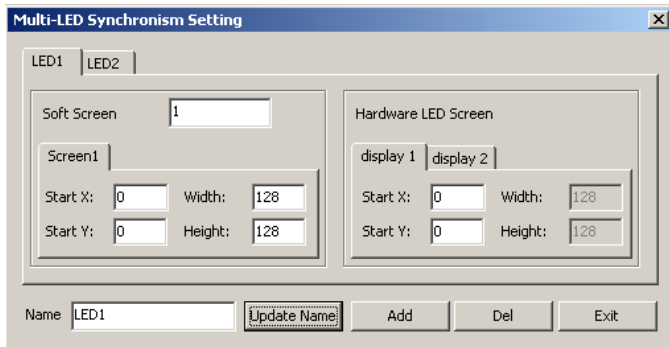 Multi-LED Synchronism Setting
LED1 LED2
Soft Screen 1 Hardware LED Screen
Screen1 display 1 display 2
Start X: 0 Width: 128 Start X: 0 Width: 128
Start Y: 0 Height: 128 Start Y: 0 Height: 128
Name LED1 Update Name Add Del Exit